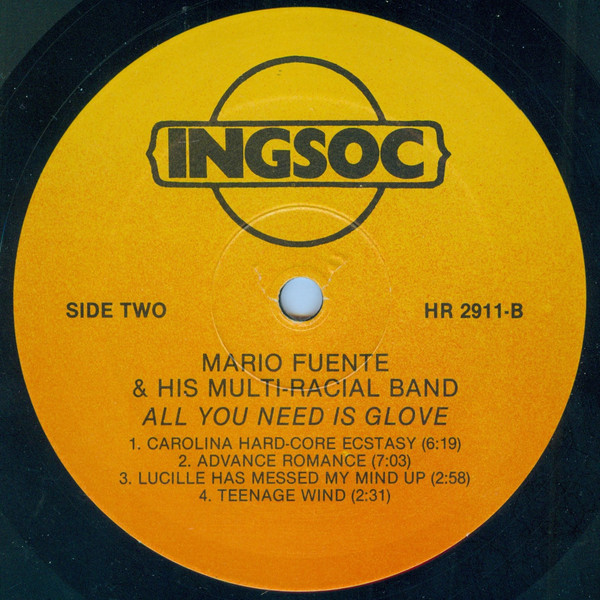 INGSOC
SIDE TWO
HR 2911-B
MARIO FUENTE
& HIS MULTI-RACIAL BAND
ALL YOU NEED IS GLOVE
1. CAROLINA HARD-CORE ECSTASY (6:19)
2. ADVANCE ROMANCE (7:03)
3. LUCILLE HAS MESSED MY MIND UP (2:58)
4. TEENAGE WIND (2:31)